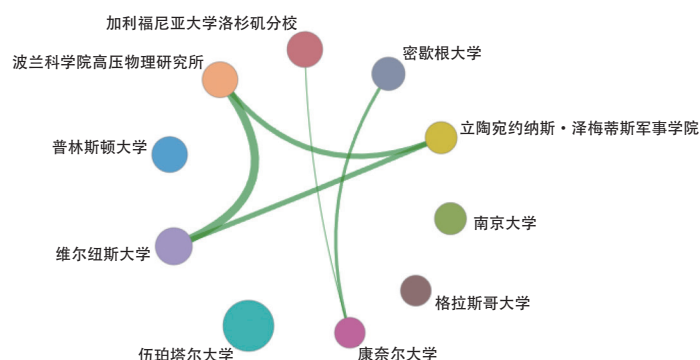 加利福尼亚大学洛杉矶分校
密歇根大学
波兰科学院高压物理研究所
立陶宛约纳斯·泽梅蒂斯军事学院
普林斯顿大学
南京大学
维尔纽斯大学
格拉斯哥大学
伍珀塔尔大学
康奈尔大学